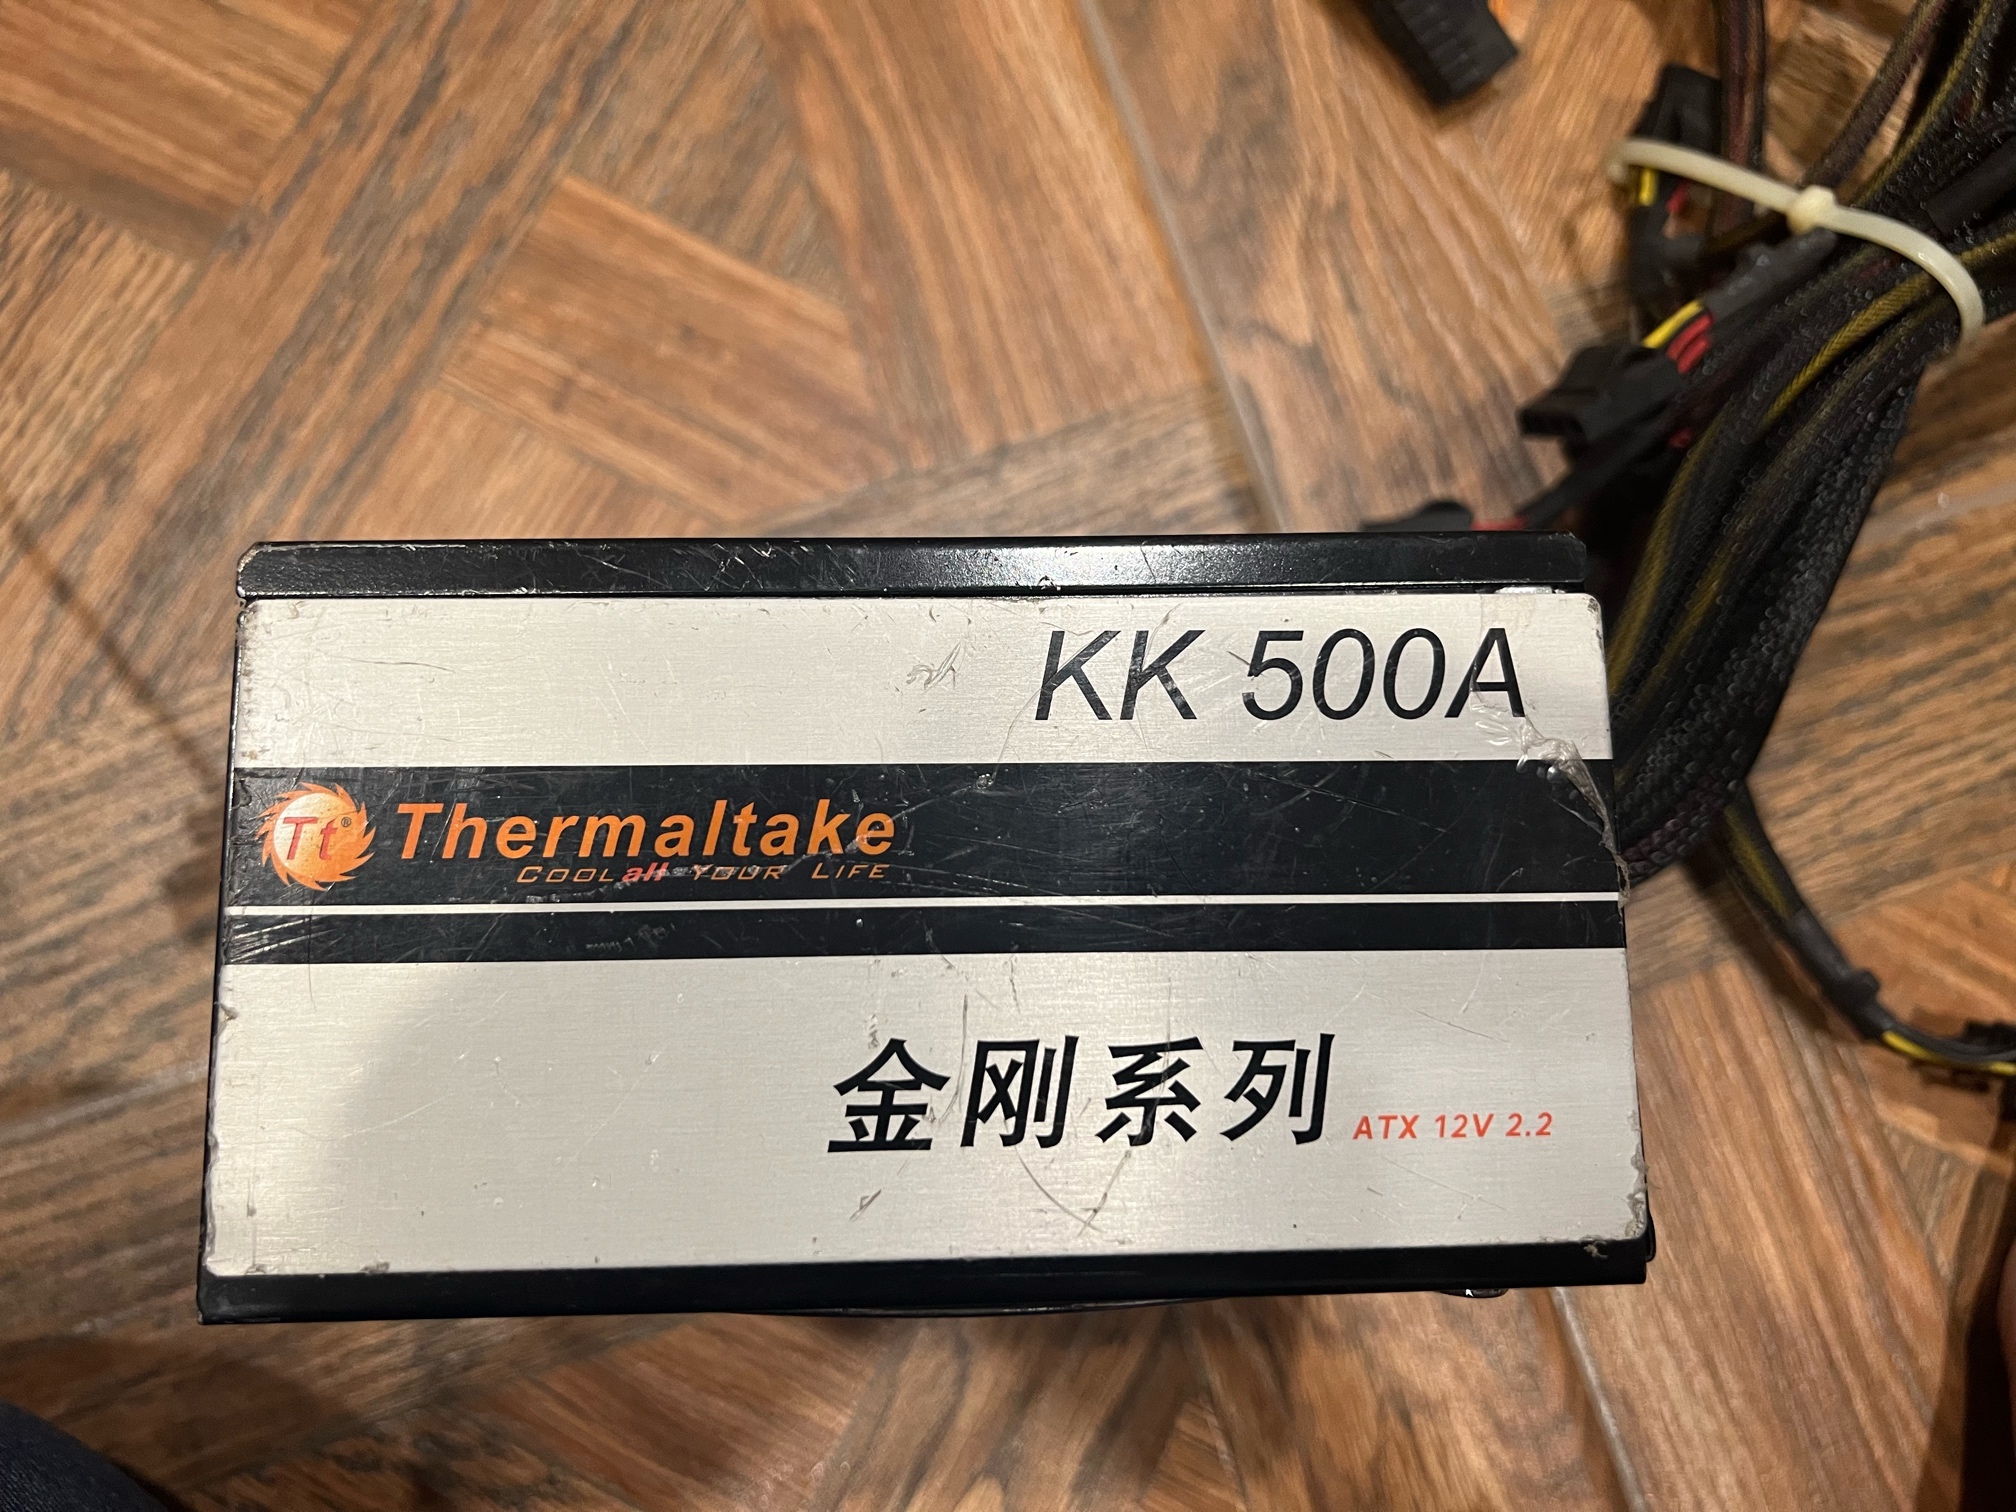 KK 500A
Tt® Thermaltake
COOL all YOUR LIFE
金刚系列 ATX 12V 2.2